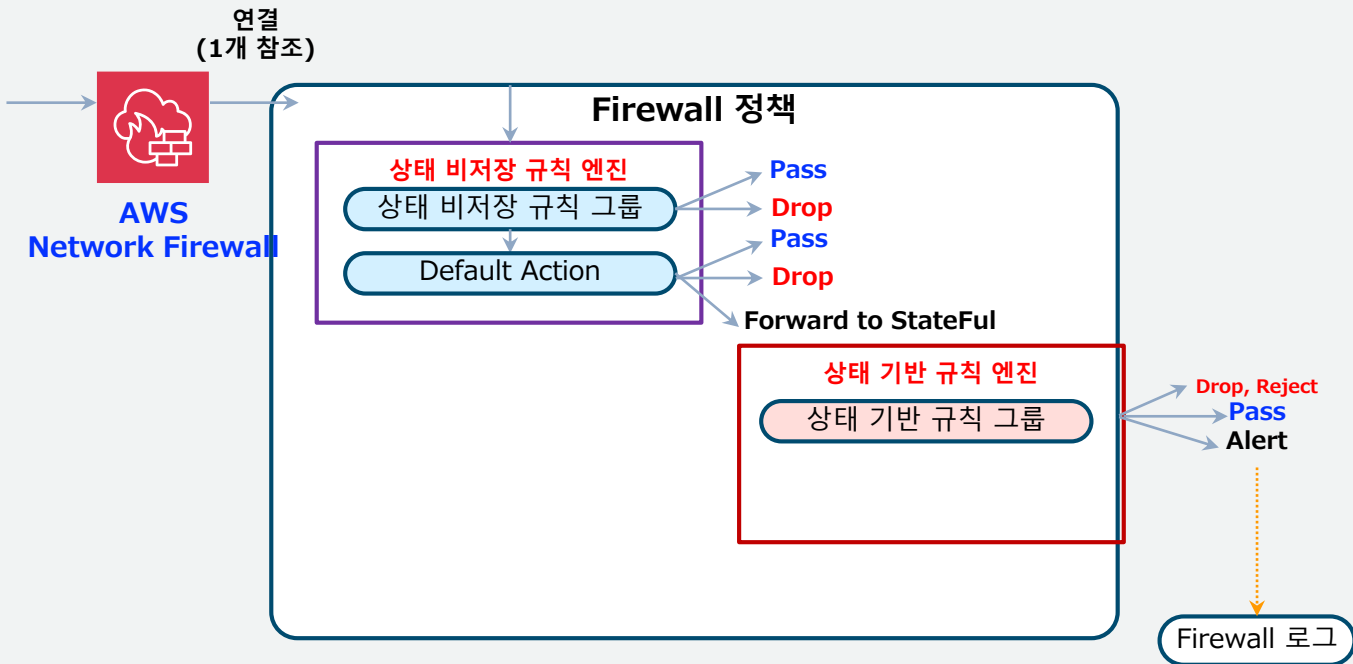 연결
(1개 참조)
AWS
Network Firewall
Firewall 정책
상태 비저장 규칙 엔진
상태 비저장 규칙 그룹
Pass
Drop
Default Action
Pass
Drop
Forward to StateFul
상태 기반 규칙 엔진
상태 기반 규칙 그룹
Drop, Reject
Pass
Alert
Firewall 로그